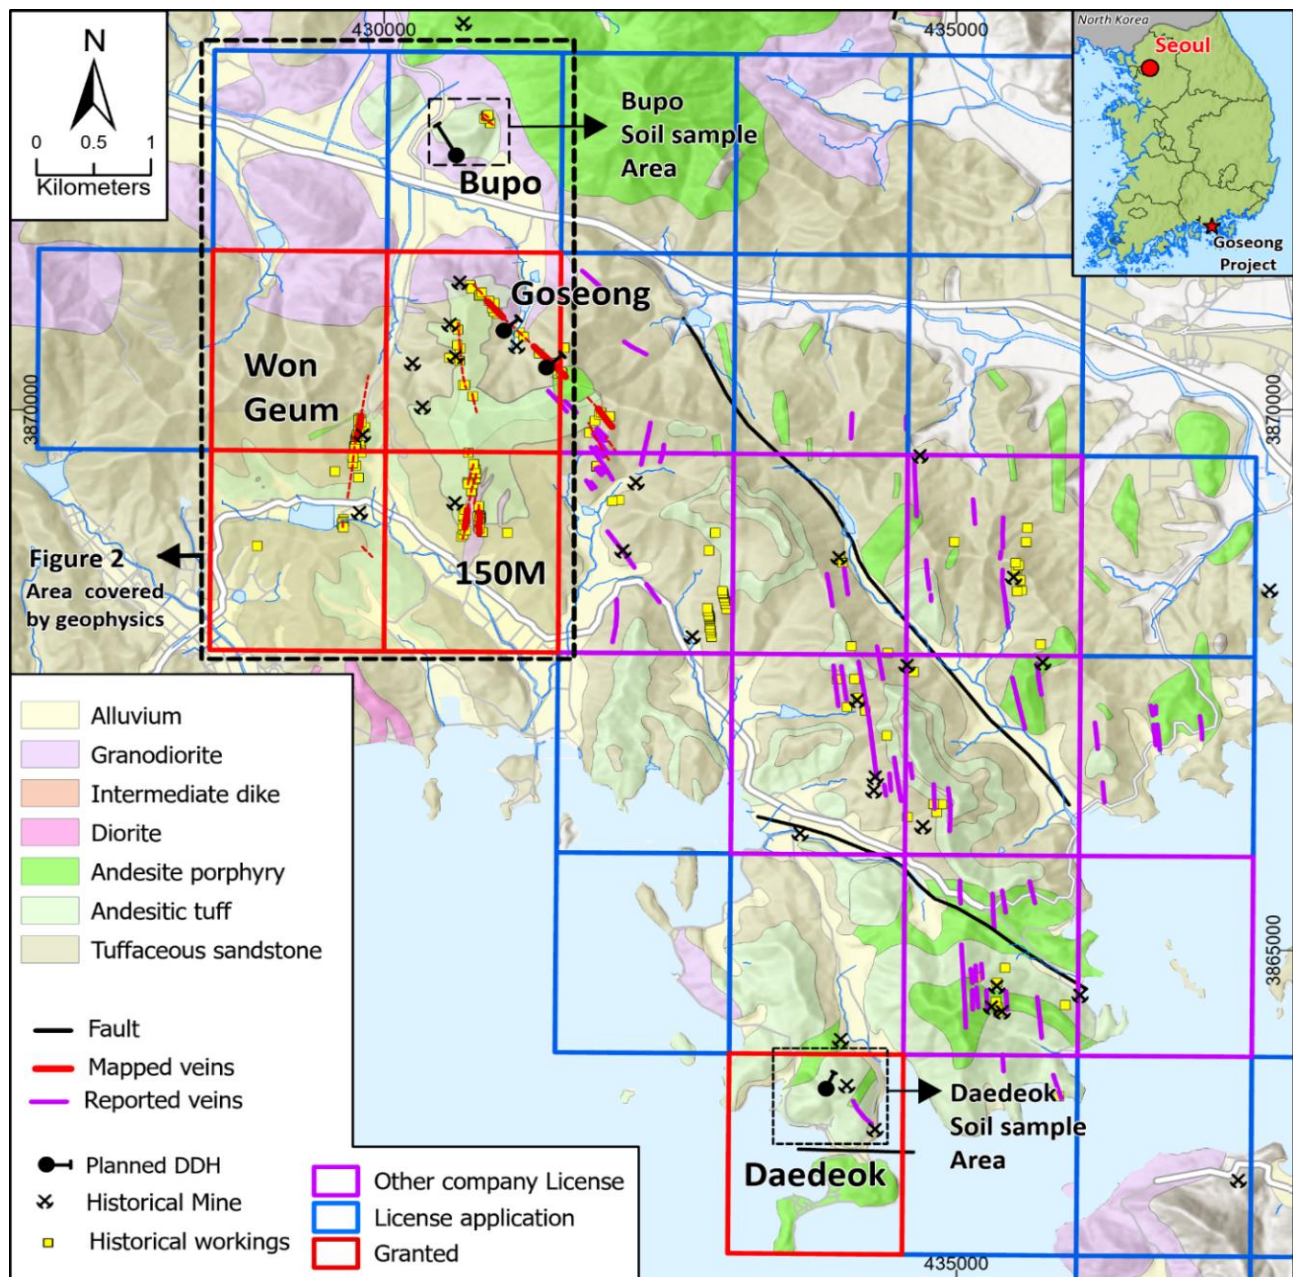 430000
435000
North Korea
Seoul
Goseong
Project
N
0 0.5 1
Kilometers
Bupo
Soil sample
Area
Bupo
Goseong
Won
Geum
3870000
3870000
150M
Figure 2
Area covered
by geophysics
Alluvium
Granodiorite
Intermediate dike
Diorite
Andesite porphyry
Andesitic tuff
Tuffaceous sandstone
3865000
Fault
Mapped veins
Reported veins
Planned DDH
Historical Mine
Historical workings
Other company License
License application
Granted
Daedeok
Soil sample
Area
Daedeok
435000